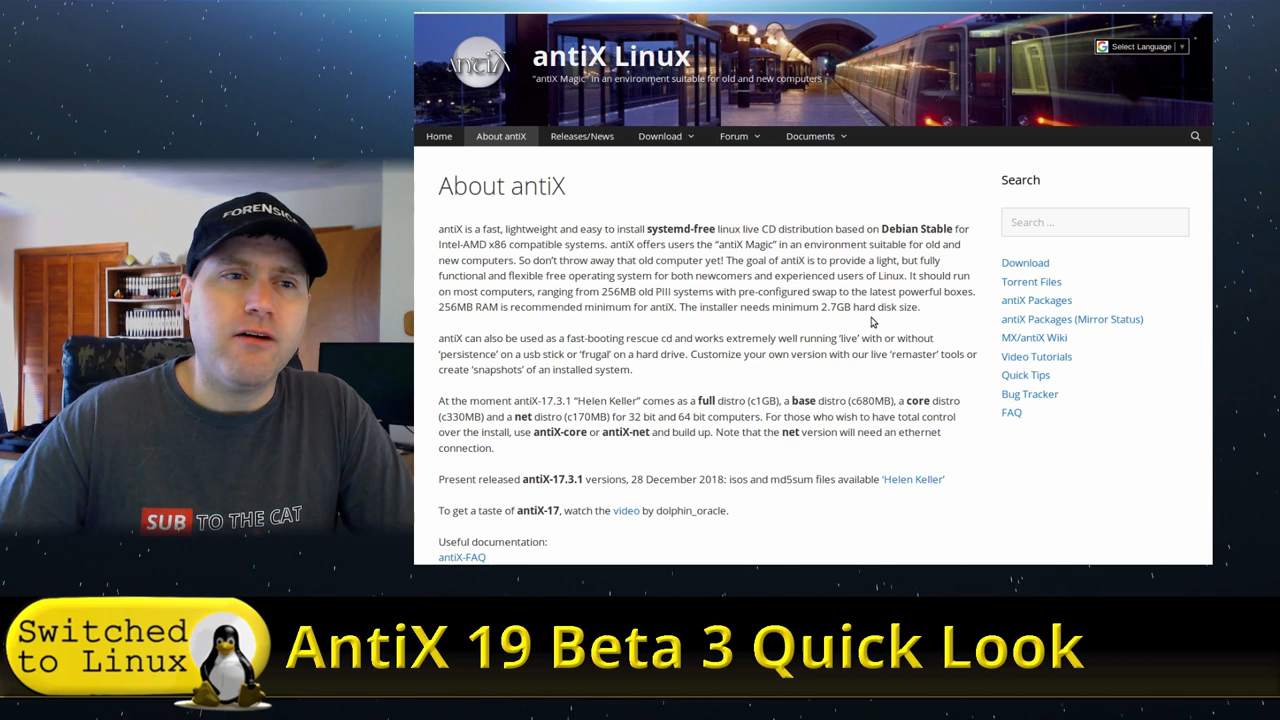 antiX
antiX Linux
"antiX Magic" in an environment suitable for old and new computers
Select Language
Home
About antiX
Releases/News
Download
Forum
Documents
About antiX
antiX is a fast, lightweight and easy to install systemd-free linux live CD distribution based on Debian Stable for
Intel-AMD x86 compatible systems. antiX offers users the “antiX Magic” in an environment suitable for old and
new computers. So don’t throw away that old computer yet! The goal of antiX is to provide a light, but fully
functional and flexible free operating system for both newcomers and experienced users of Linux. It should run
on most computers, ranging from 256MB old PIII systems with pre-configured swap to the latest powerful boxes.
256MB RAM is recommended minimum for antiX. The installer needs minimum 2.7GB hard disk size.
antiX can also be used as a fast-booting rescue cd and works extremely well running ‘live’ with or without
‘persistence’ on a usb stick or ‘frugal’ on a hard drive. Customize your own version with our live ‘remaster’ tools or
create ‘snapshots’ of an installed system.
At the moment antiX-17.3.1 “Helen Keller” comes as a full distro (c1GB), a base distro (c680MB), a core distro
(c330MB) and a net distro (c170MB) for 32 bit and 64 bit computers. For those who wish to have total control
over the install, use antiX-core or antiX-net and build up. Note that the net version will need an ethernet
connection.
Present released antiX-17.3.1 versions, 28 December 2018: isos and md5sum files available ‘Helen Keller’
To get a taste of antiX-17, watch the video by dolphin_oracle.
Useful documentation:
antiX-FAQ
Search
Search ...
Download
Torrent Files
antiX Packages
antiX Packages (Mirror Status)
MX/antiX Wiki
Video Tutorials
Quick Tips
Bug Tracker
FAQ
FORENSIC
SUB TO THE CAT
Switched
to Linux
AntiX 19 Beta 3 Quick Look